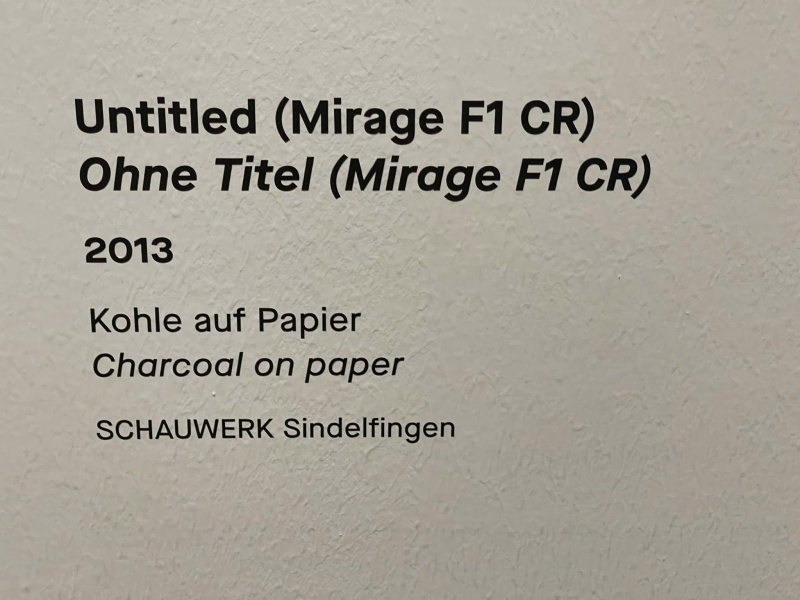 Untitled (Mirage F1 CR)
Ohne Titel (Mirage F1 CR)
2013
Kohle auf Papier
Charcoal on paper
SCHAUWERK Sindelfingen